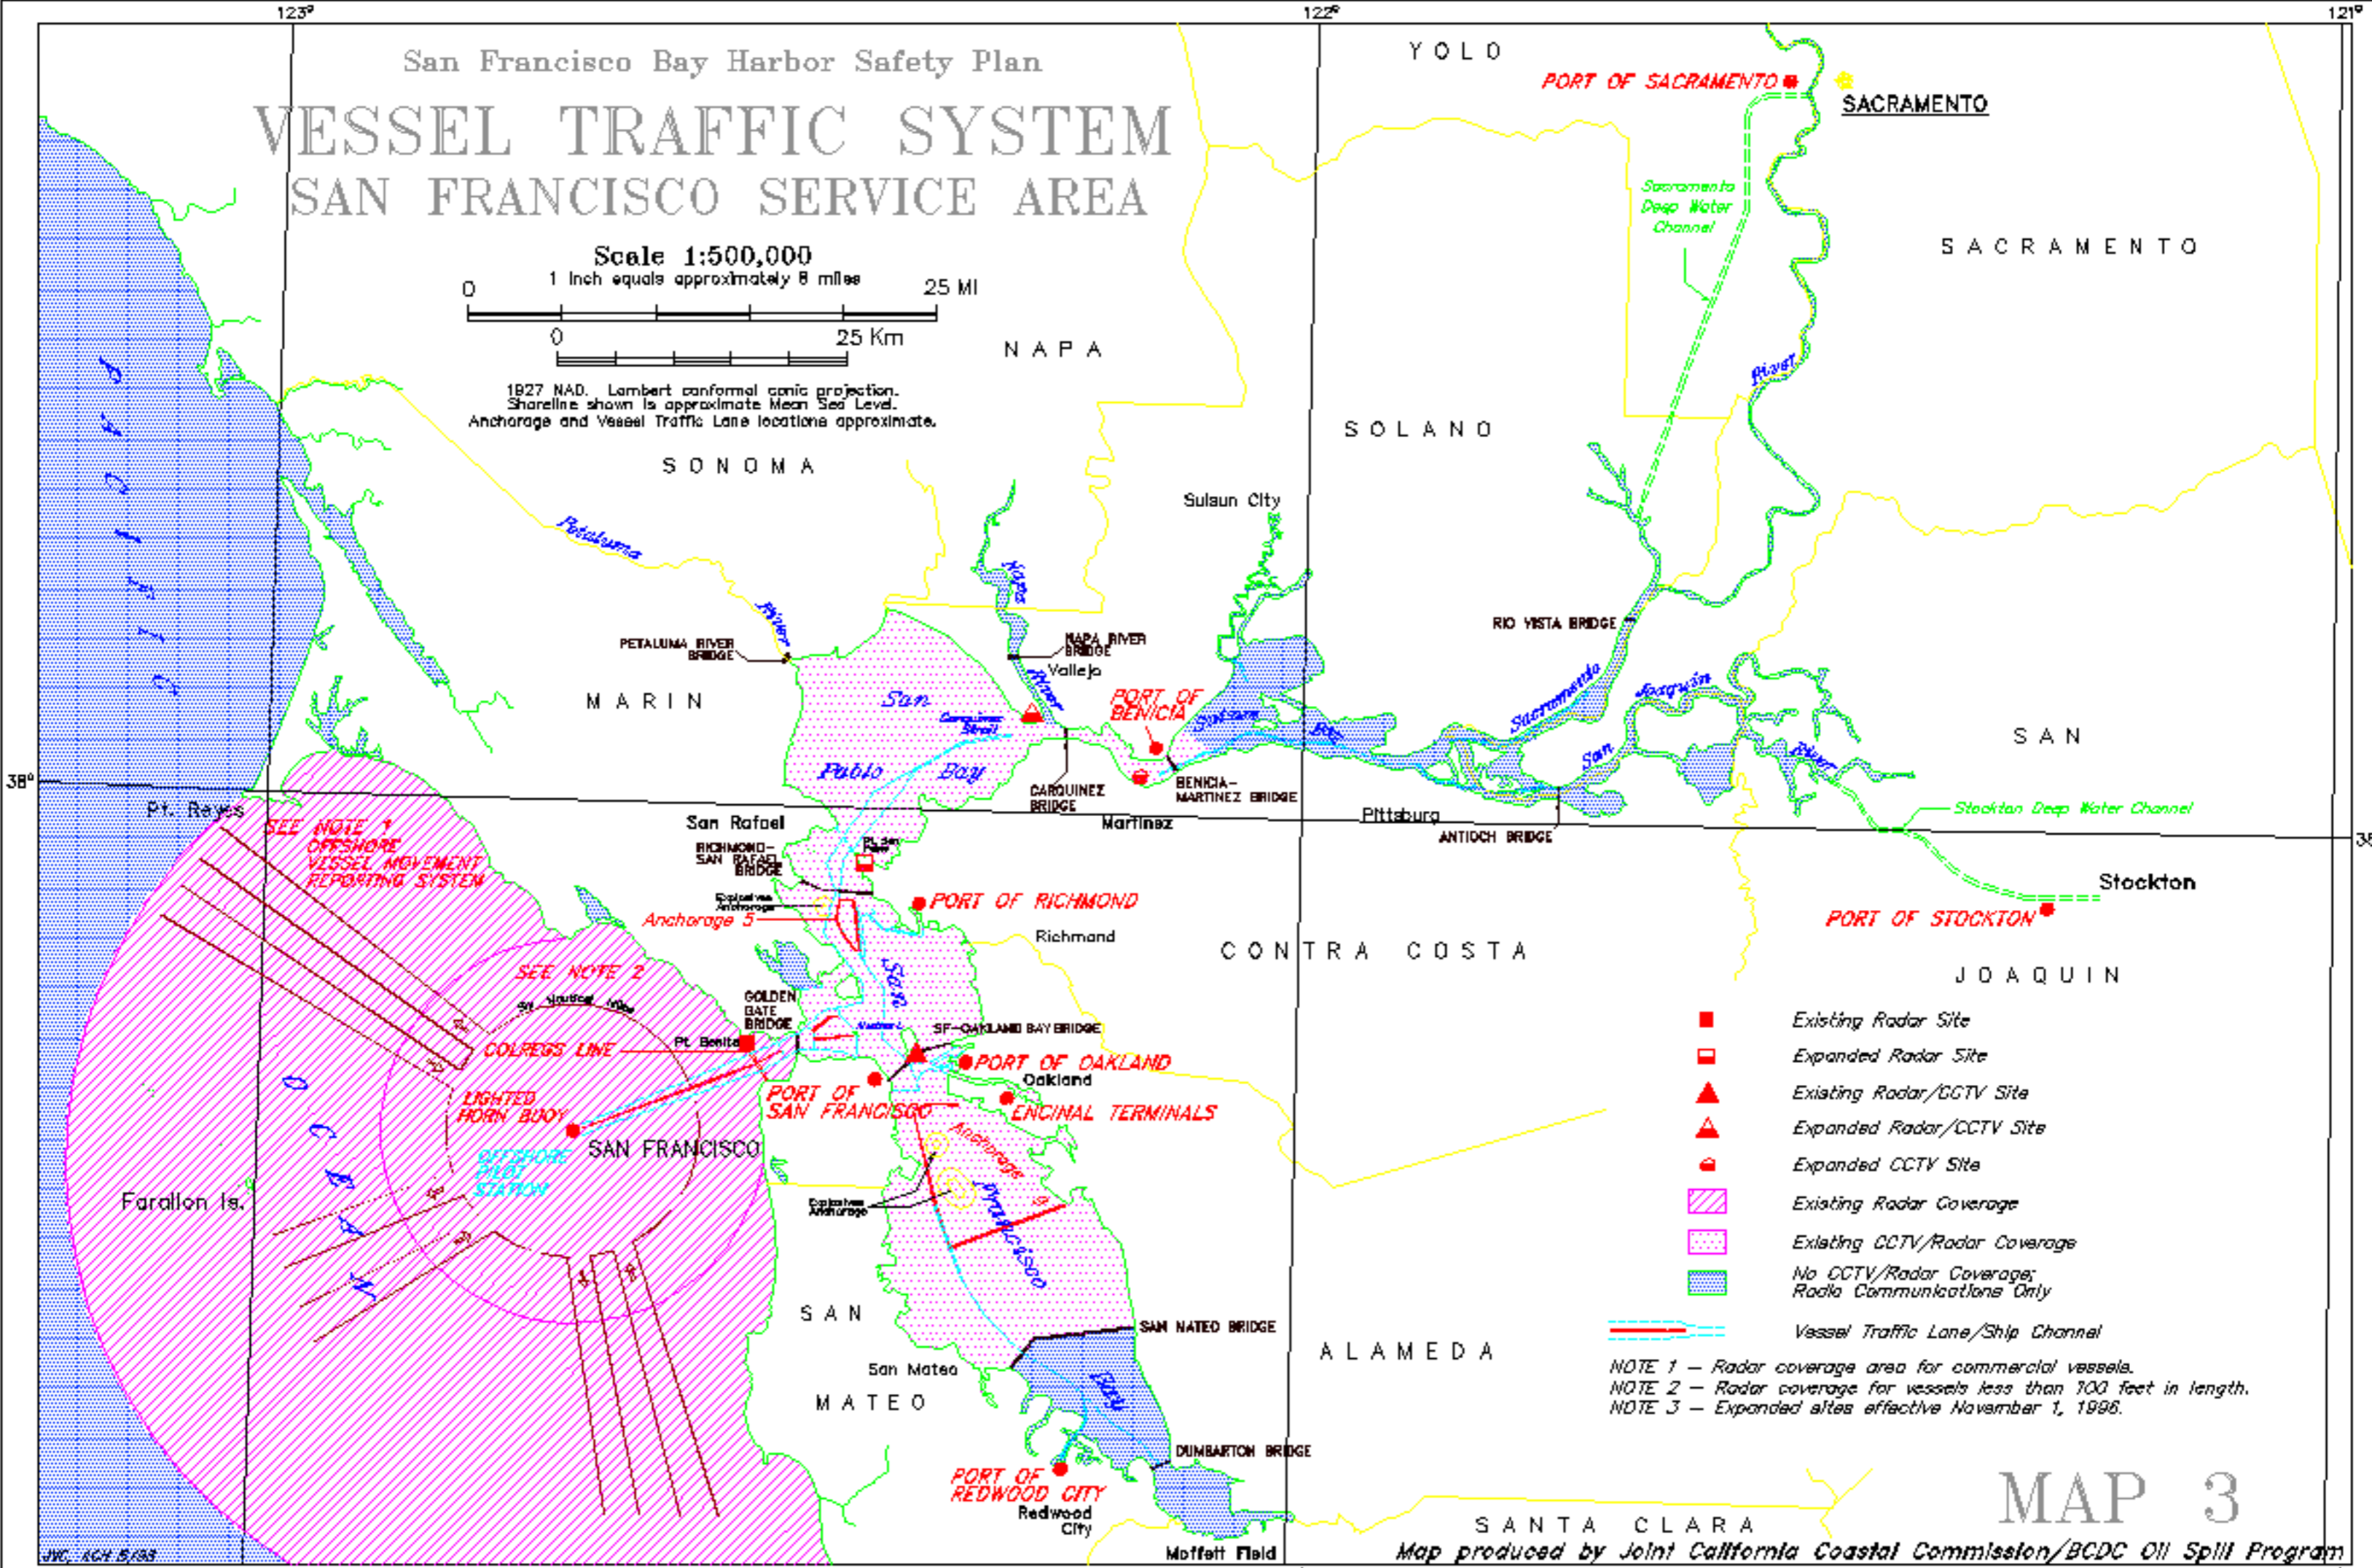 123°
122°
121°
San Francisco Bay Harbor Safety Plan
VESSEL TRAFFIC SYSTEM
SAN FRANCISCO SERVICE AREA
Scale 1:500,000
1 inch equals approximately 8 miles
0 25 MI
0 25 Km
1927 NAD. Lambert conformal conic projection.
Shoreline shown is approximate Mean Sea Level.
Anchorage and Vessel Traffic Lane locations approximate.
YOLO
PORT OF SACRAMENTO
SACRAMENTO
Sacramento
Deep Water
Channel
SACRAMENTO
NAPA
SOLANO
SONOMA
PACIFIC
OCEAN
River
Suisun City
Petaluma
River
Napa
River
PETALUMA RIVER
BRIDGE
NAPA RIVER
BRIDGE
Vallejo
RIO VISTA BRIDGE
MARIN
San
Pablo Bay
Carquinez
Strait
PORT OF
BENICIA
Suisun
Bay
Sacramento
San
Joaquin
River
SAN
JOAQUIN
38°
Pt. Reyes
CARQUINEZ
BRIDGE
BENICIA-
MARTINEZ BRIDGE
San Rafael
Martinez
Pittsburg
ANTIOCH BRIDGE
Stockton Deep Water Channel
Stockton
PORT OF STOCKTON
SEE NOTE 1
OFFSHORE
VESSEL MOVEMENT
REPORTING SYSTEM
RICHMOND-
SAN RAFAEL
BRIDGE
Explosives
Anchorage
Anchorage 5
PORT OF RICHMOND
Richmond
CONTRA COSTA
SEE NOTE 2
GOLDEN
GATE
BRIDGE
San
Francisco
Bay
SF-OAKLAND BAY BRIDGE
COLREGS LINE
Pt. Bonita
PORT OF OAKLAND
Oakland
LIGHTED
HORN BUOY
PORT OF
SAN FRANCISCO
ENCINAL TERMINALS
SAN FRANCISCO
OFFSHORE
PILOT
STATION
Anchorage 9
Farallon Is.
Explosives
Anchorage
SAN
MATEO
SAN NATEO BRIDGE
San Mateo
ALAMEDA
DUMBARTON BRIDGE
PORT OF
REDWOOD CITY
Redwood
City
SANTA CLARA
Moffett Field
Existing Radar Site
Expanded Radar Site
Existing Radar/CCTV Site
Expanded Radar/CCTV Site
Expanded CCTV Site
Existing Radar Coverage
Existing CCTV/Radar Coverage
No CCTV/Radar Coverage;
Radio Communications Only
Vessel Traffic Lane/Ship Channel
NOTE 1 – Radar coverage area for commercial vessels.
NOTE 2 – Radar coverage for vessels less than 100 feet in length.
NOTE 3 – Expanded sites effective November 1, 1996.
MAP 3
Map produced by Joint California Coastal Commission/BCDC Oil Spill Program